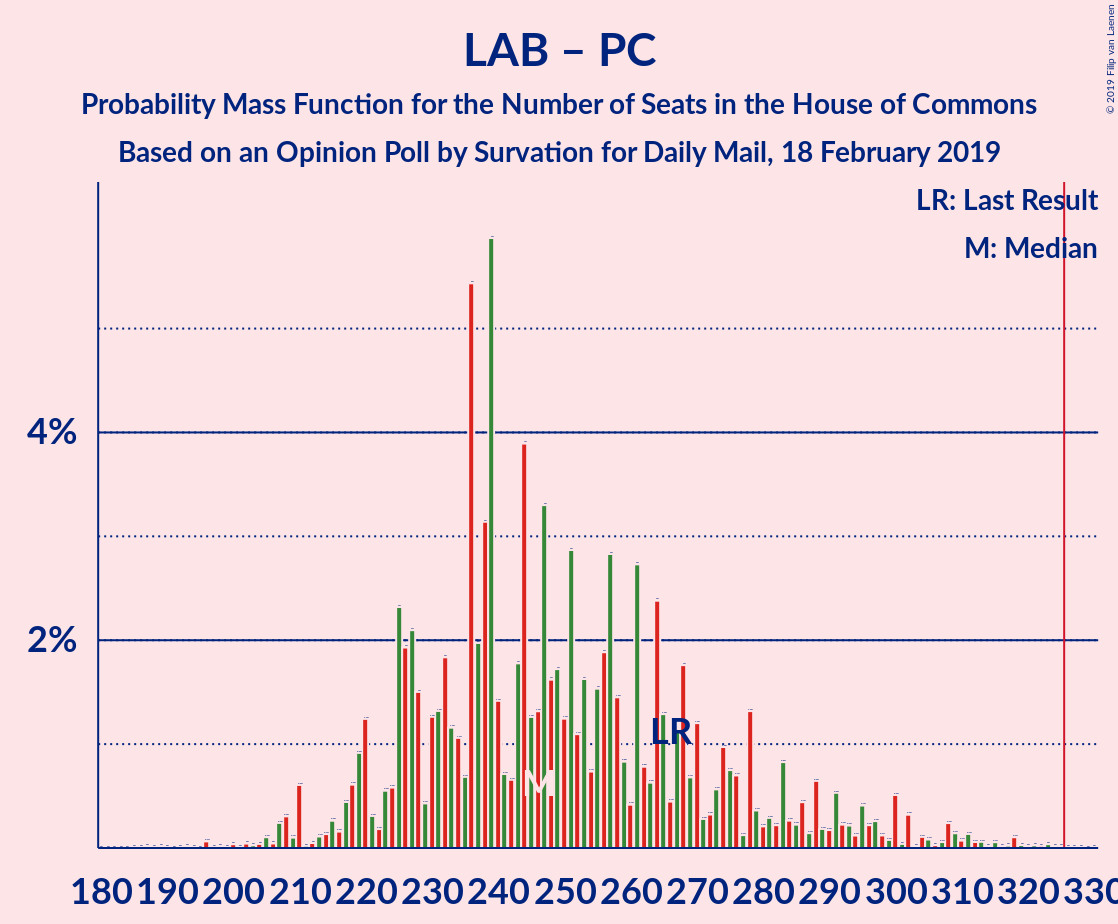 LAB – PC
Probability Mass Function for the Number of Seats in the House of Commons
Based on an Opinion Poll by Survation for Daily Mail, 18 February 2019
© 2019 Filip van Laenen
LR: Last Result
M: Median
4%
2%
LR
M
180 190 200 210 220 230 240 250 260 270 280 290 300 310 320 330